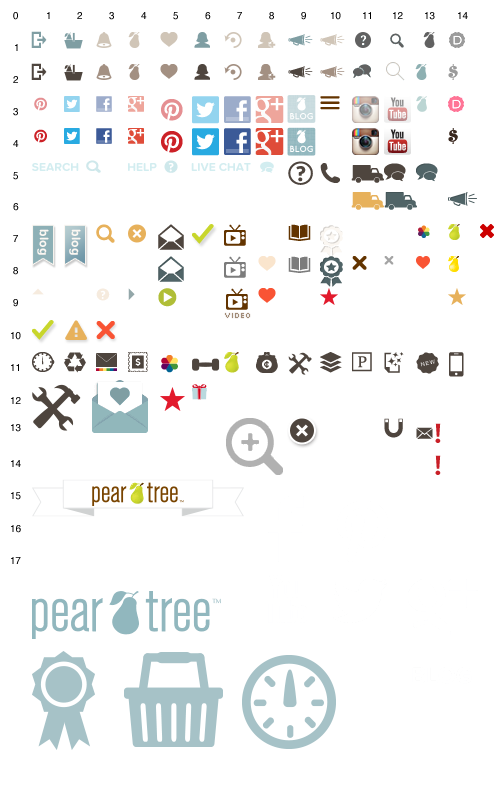 0 1 2 3 4 5 6 7 8 9 10 11 12 13 14
1
D
2
$
3
f g+ BLOG You Tube D
4
f g+ BLOG You Tube $
5
SEARCH HELP ? LIVE CHAT ?
6
7
blog blog
8
9
? VIDEO
10
11
S P NEW
12
13
14
15
pear tree™
16
17
pear tree™